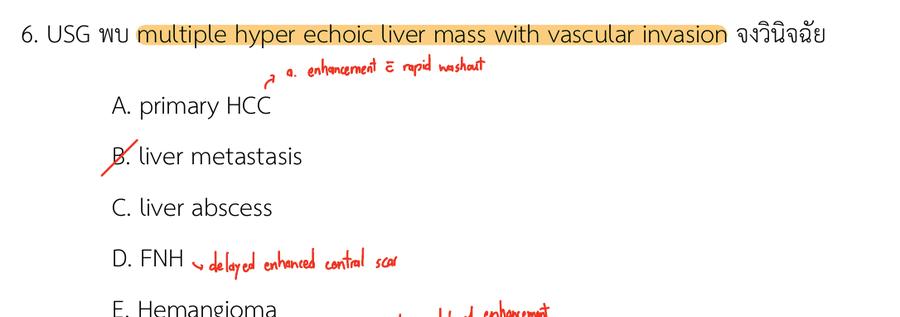 6. USG พบ multiple hyper echoic liver mass with vascular invasion จงวินิจฉัย
a. enhancement c̄ rapid washout
A. primary HCC
B. liver metastasis
C. liver abscess
D. FNH ↳ delayed enhanced central scar
E. Hemangioma enhancement